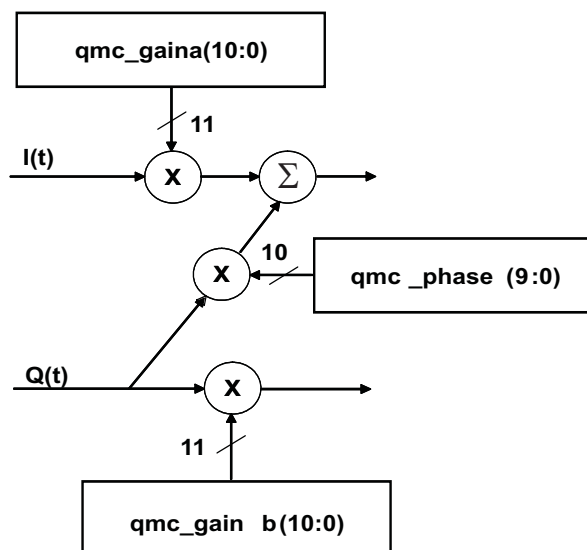 qmc_gaina(10:0)
11
I(t)
X
Σ
10
X
qmc _phase (9:0)
Q(t)
X
11
qmc_gain b(10:0)